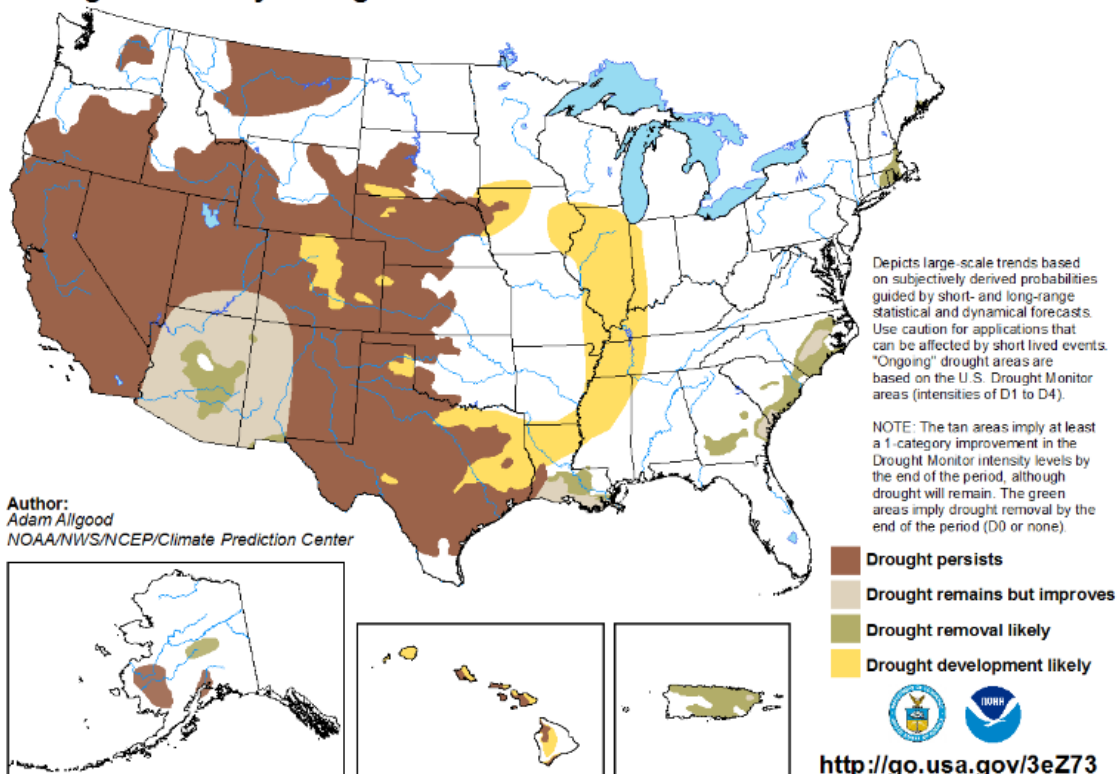 Depicts large-scale trends based
on subjectively derived probabilities
guided by short- and long-range
statistical and dynamical forecasts.
Use caution for applications that
can be affected by short lived events.
"Ongoing" drought areas are
based on the U.S. Drought Monitor
areas (intensities of D1 to D4).
NOTE: The tan areas imply at least
a 1-category improvement in the
Drought Monitor intensity levels by
the end of the period, although
drought will remain. The green
areas imply drought removal by the
end of the period (D0 or none).
Author:
Adam Allgood
NOAA/NWS/NCEP/Climate Prediction Center
Drought persists
Drought remains but improves
Drought removal likely
Drought development likely
NOAA
http://go.usa.gov/3eZ73